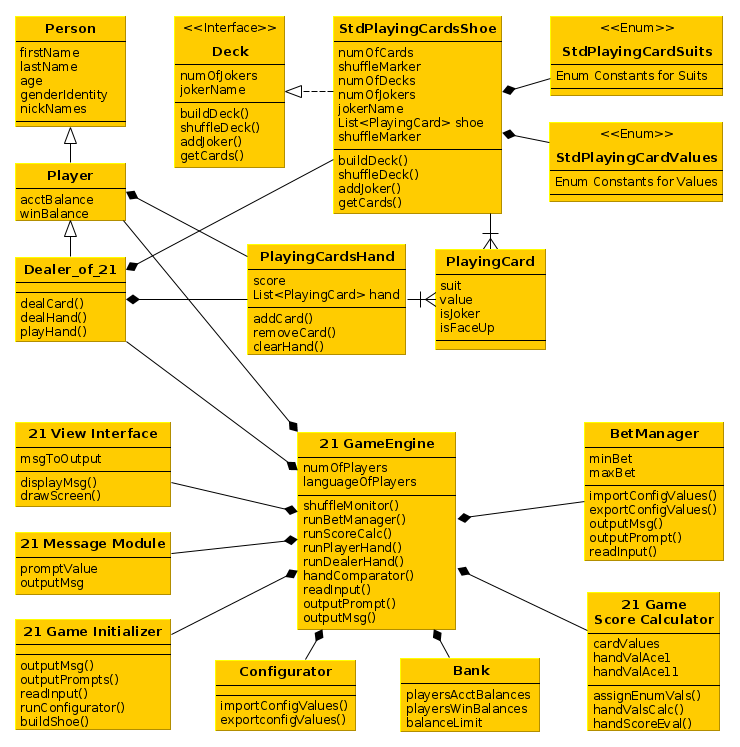 Person
firstName
lastName
age
genderIdentity
nickNames
<<Interface>>
Deck
numOfJokers
jokerName
buildDeck()
shuffleDeck()
addJoker()
getCards()
StdPlayingCardsShoe
numOfCards
shuffleMarker
numOfDecks
numOfJokers
jokerName
List<PlayingCard> shoe
shuffleMarker
buildDeck()
shuffleDeck()
addJoker()
getCards()
<<Enum>>
StdPlayingCardSuits
Enum Constants for Suits
<<Enum>>
StdPlayingCardValues
Enum Constants for Values
Player
acctBalance
winBalance
Dealer_of_21
dealCard()
dealHand()
playHand()
PlayingCardsHand
score
List<PlayingCard> hand
addCard()
removeCard()
clearHand()
PlayingCard
suit
value
isJoker
isFaceUp
21 View Interface
msgToOutput
displayMsg()
drawScreen()
21 Message Module
promptValue
outputMsg
21 Game Initializer
outputMsg()
outputPrompts()
readInput()
runConfigurator()
buildShoe()
21 GameEngine
numOfPlayers
languageOfPlayers
shuffleMonitor()
runBetManager()
runScoreCalc()
runPlayerHand()
runDealerHand()
handComparator()
readInput()
outputPrompt()
outputMsg()
Configurator
importConfigValues()
exportconfigValues()
Bank
playersAcctBalances
playersWinBalances
balanceLimit
BetManager
minBet
maxBet
importConfigValues()
exportConfigValues()
outputMsg()
outputPrompt()
readInput()
21 Game
Score Calculator
cardValues
handValAce1
handValAce11
assignEnumVals()
handValsCalc()
handScoreEval()